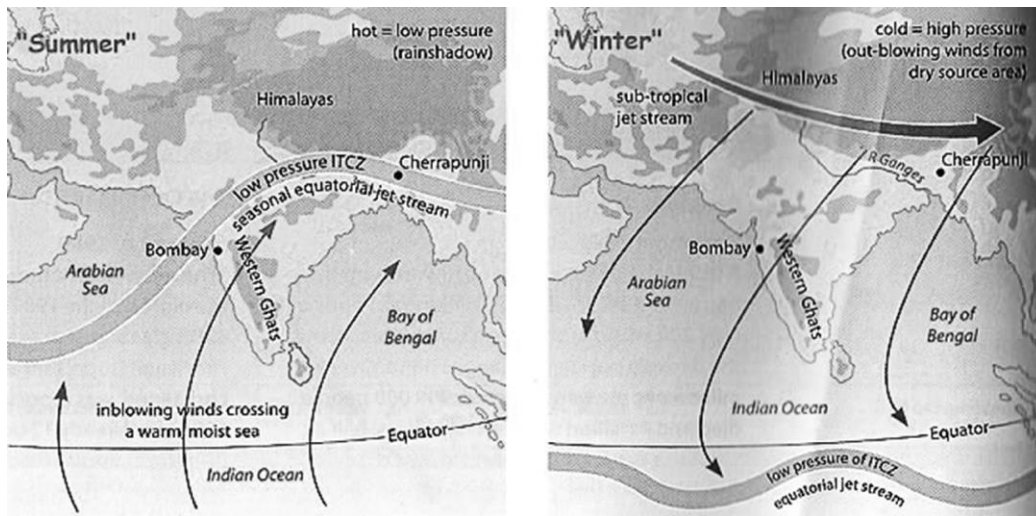 "Summer"
hot = low pressure
(rainshadow)
Himalayas
Cherrapunji
low pressure ITCZ
seasonal equatorial jet stream
Bombay
Western Ghats
Arabian
Sea
Bay of
Bengal
inblowing winds crossing
a warm, moist sea
Equator
Indian Ocean
"Winter"
cold = high pressure
(out-blowing winds from
dry source area)
Himalayas
sub-tropical
jet stream
R Ganges
Cherrapunji
Bombay
Western Ghats
Arabian
Sea
Bay of
Bengal
Indian Ocean
Equator
low pressure of ITCZ
equatorial jet stream